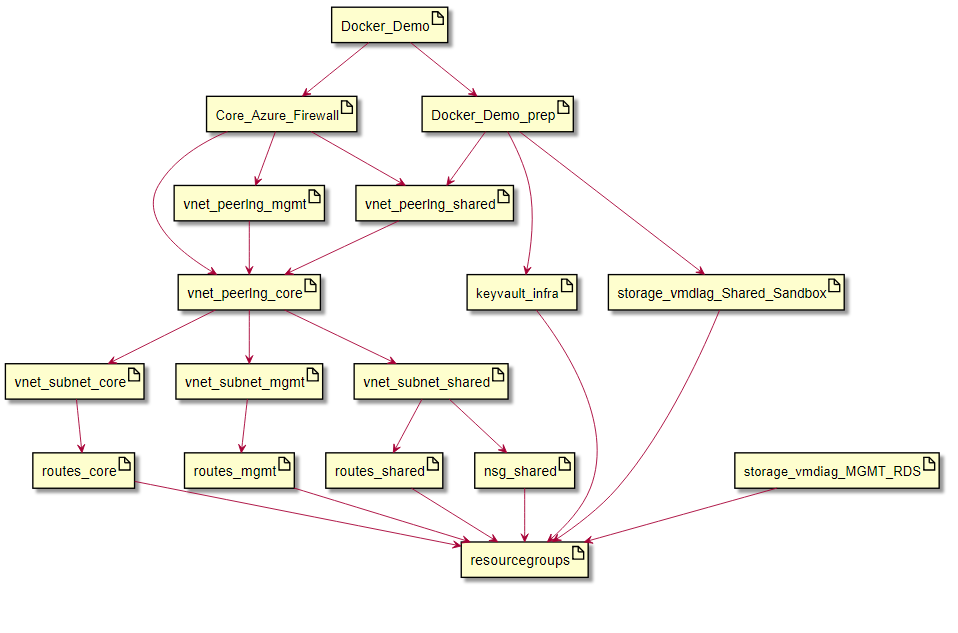 Docker_Demo
Core_Azure_Firewall
Docker_Demo_prep
vnet_peerIng_mgmt
vnet_peerIng_shared
vnet_peerIng_core
keyvault_infra
storage_vmdIag_Shared_Sandbox
vnet_subnet_core
vnet_subnet_mgmt
vnet_subnet_shared
routes_core
routes_mgmt
routes_shared
nsg_shared
storage_vmdiag_MGMT_RDS
resourcegroups